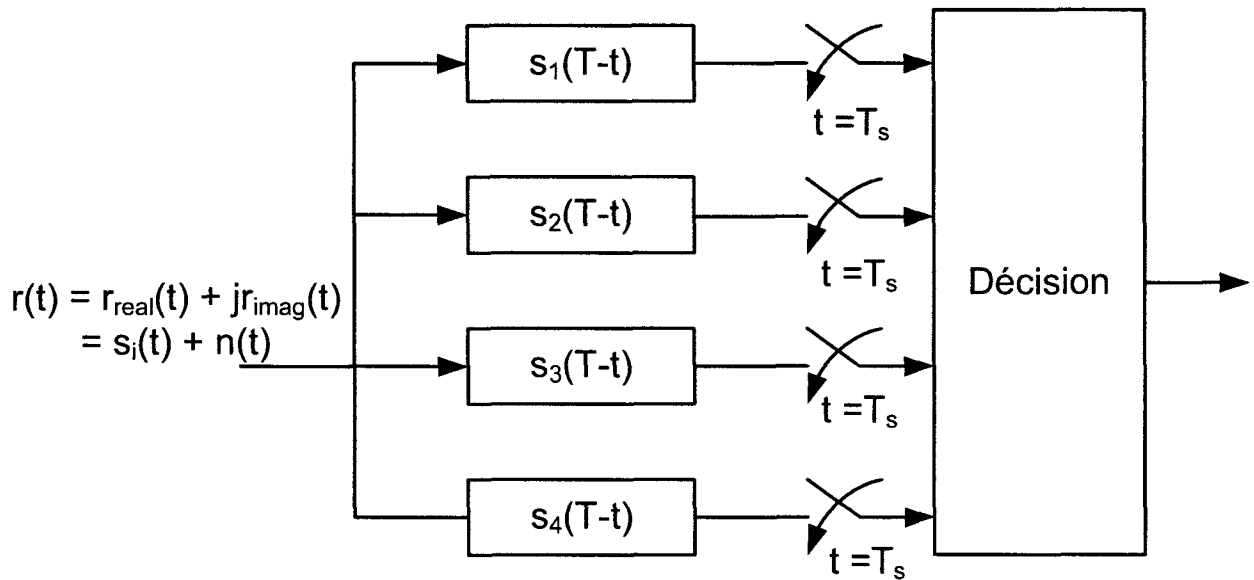 s₁(T-t)
t =Tₛ
s₂(T-t)
t =Tₛ
r(t) = r_real(t) + jr_imag(t)
= sᵢ(t) + n(t)
s₃(T-t)
t =Tₛ
s₄(T-t)
t =Tₛ
Décision